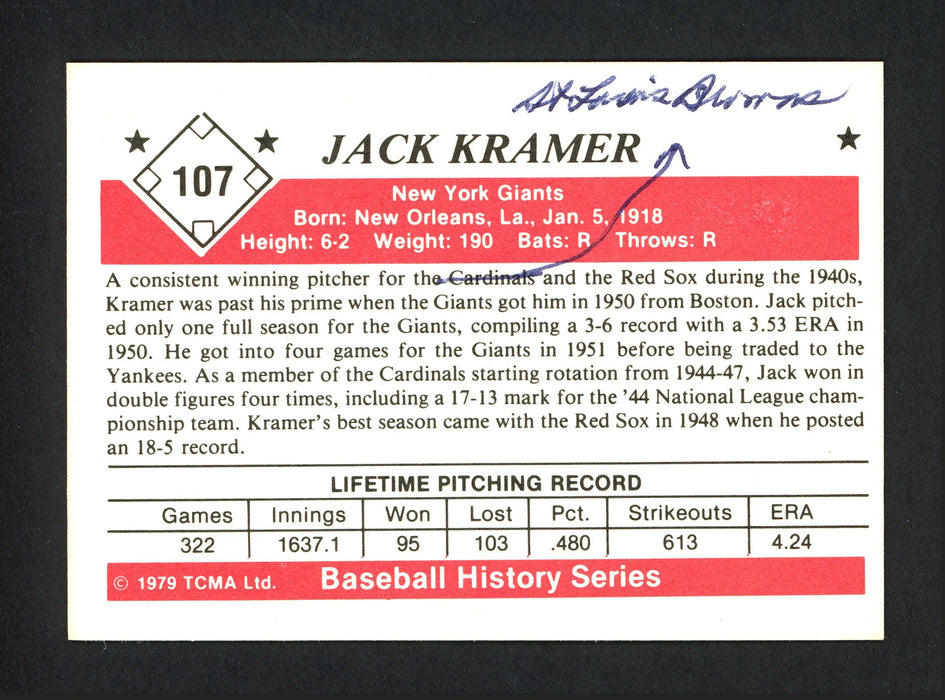 St Louis Browns
107
JACK KRAMER
New York Giants
Born: New Orleans, La., Jan. 5, 1918
Height: 6-2 Weight: 190 Bats: R Throws: R
A consistent winning pitcher for the Cardinals and the Red Sox during the 1940s,
Kramer was past his prime when the Giants got him in 1950 from Boston. Jack pitch-
ed only one full season for the Giants, compiling a 3-6 record with a 3.53 ERA in
1950. He got into four games for the Giants in 1951 before being traded to the
Yankees. As a member of the Cardinals starting rotation from 1944-47, Jack won in
double figures four times, including a 17-13 mark for the '44 National League cham-
pionship team. Kramer's best season came with the Red Sox in 1948 when he posted
an 18-5 record.
LIFETIME PITCHING RECORD
Games Innings Won Lost Pct. Strikeouts ERA
322 1637.1 95 103 .480 613 4.24
© 1979 TCMA Ltd. Baseball History Series